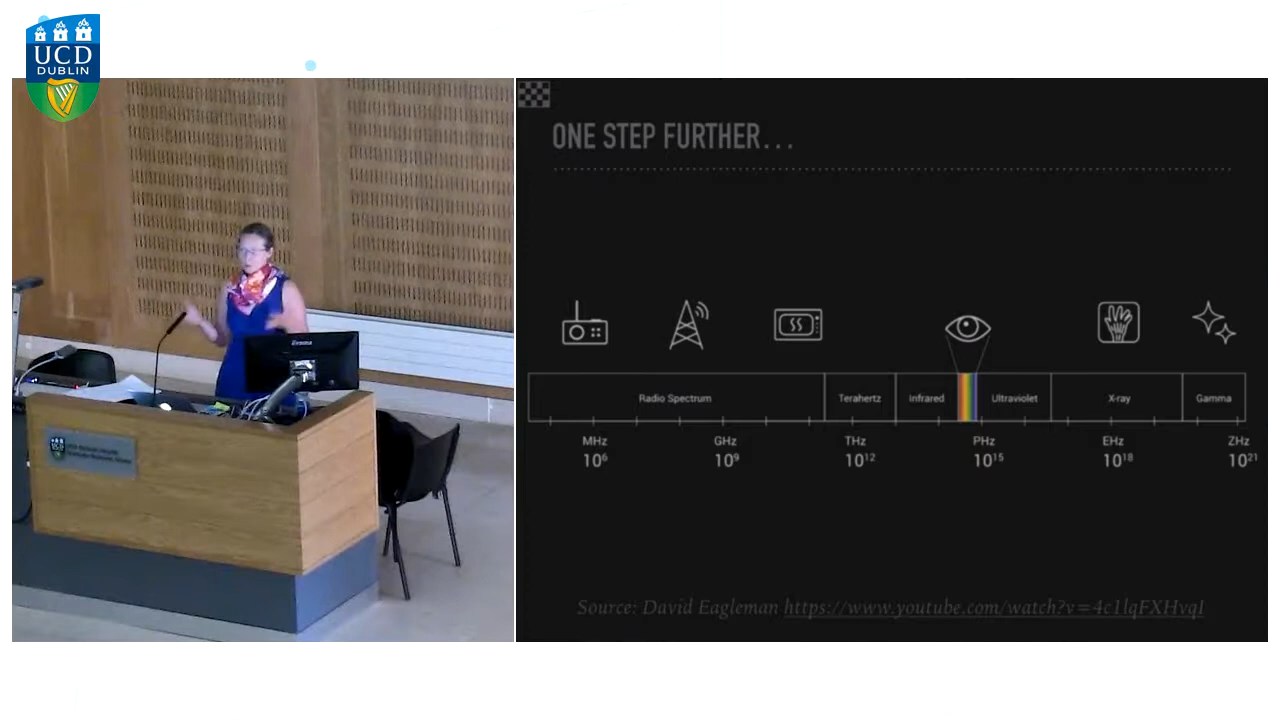 UCD
DUBLIN
ONE STEP FURTHER...
Radio Spectrum
Terahertz
Infrared
Ultraviolet
X-ray
Gamma
MHz
GHz
THz
PHz
EHz
ZHz
10⁶
10⁹
10¹²
10¹⁵
10¹⁸
10²¹
Source: David Eagleman https://www.youtube.com/watch?v=4c1lqFXHvqI